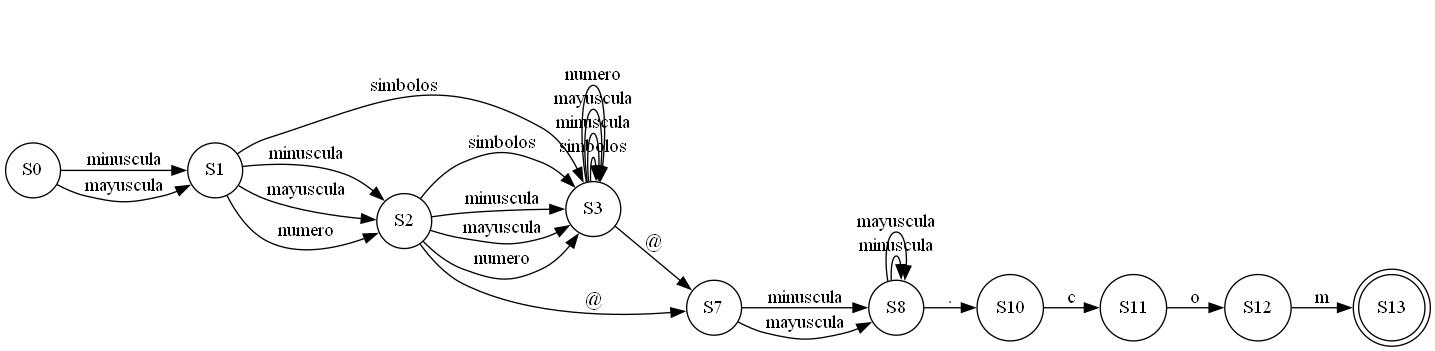 S0
minuscula
mayuscula
S1
simbolos
minuscula
mayuscula
numero
S2
simbolos
minuscula
mayuscula
numero
@
numero
mayuscula
minuscula
simbolos
S3
@
S7
minuscula
mayuscula
mayuscula
minuscula
S8
.
S10
c
S11
o
S12
m
S13